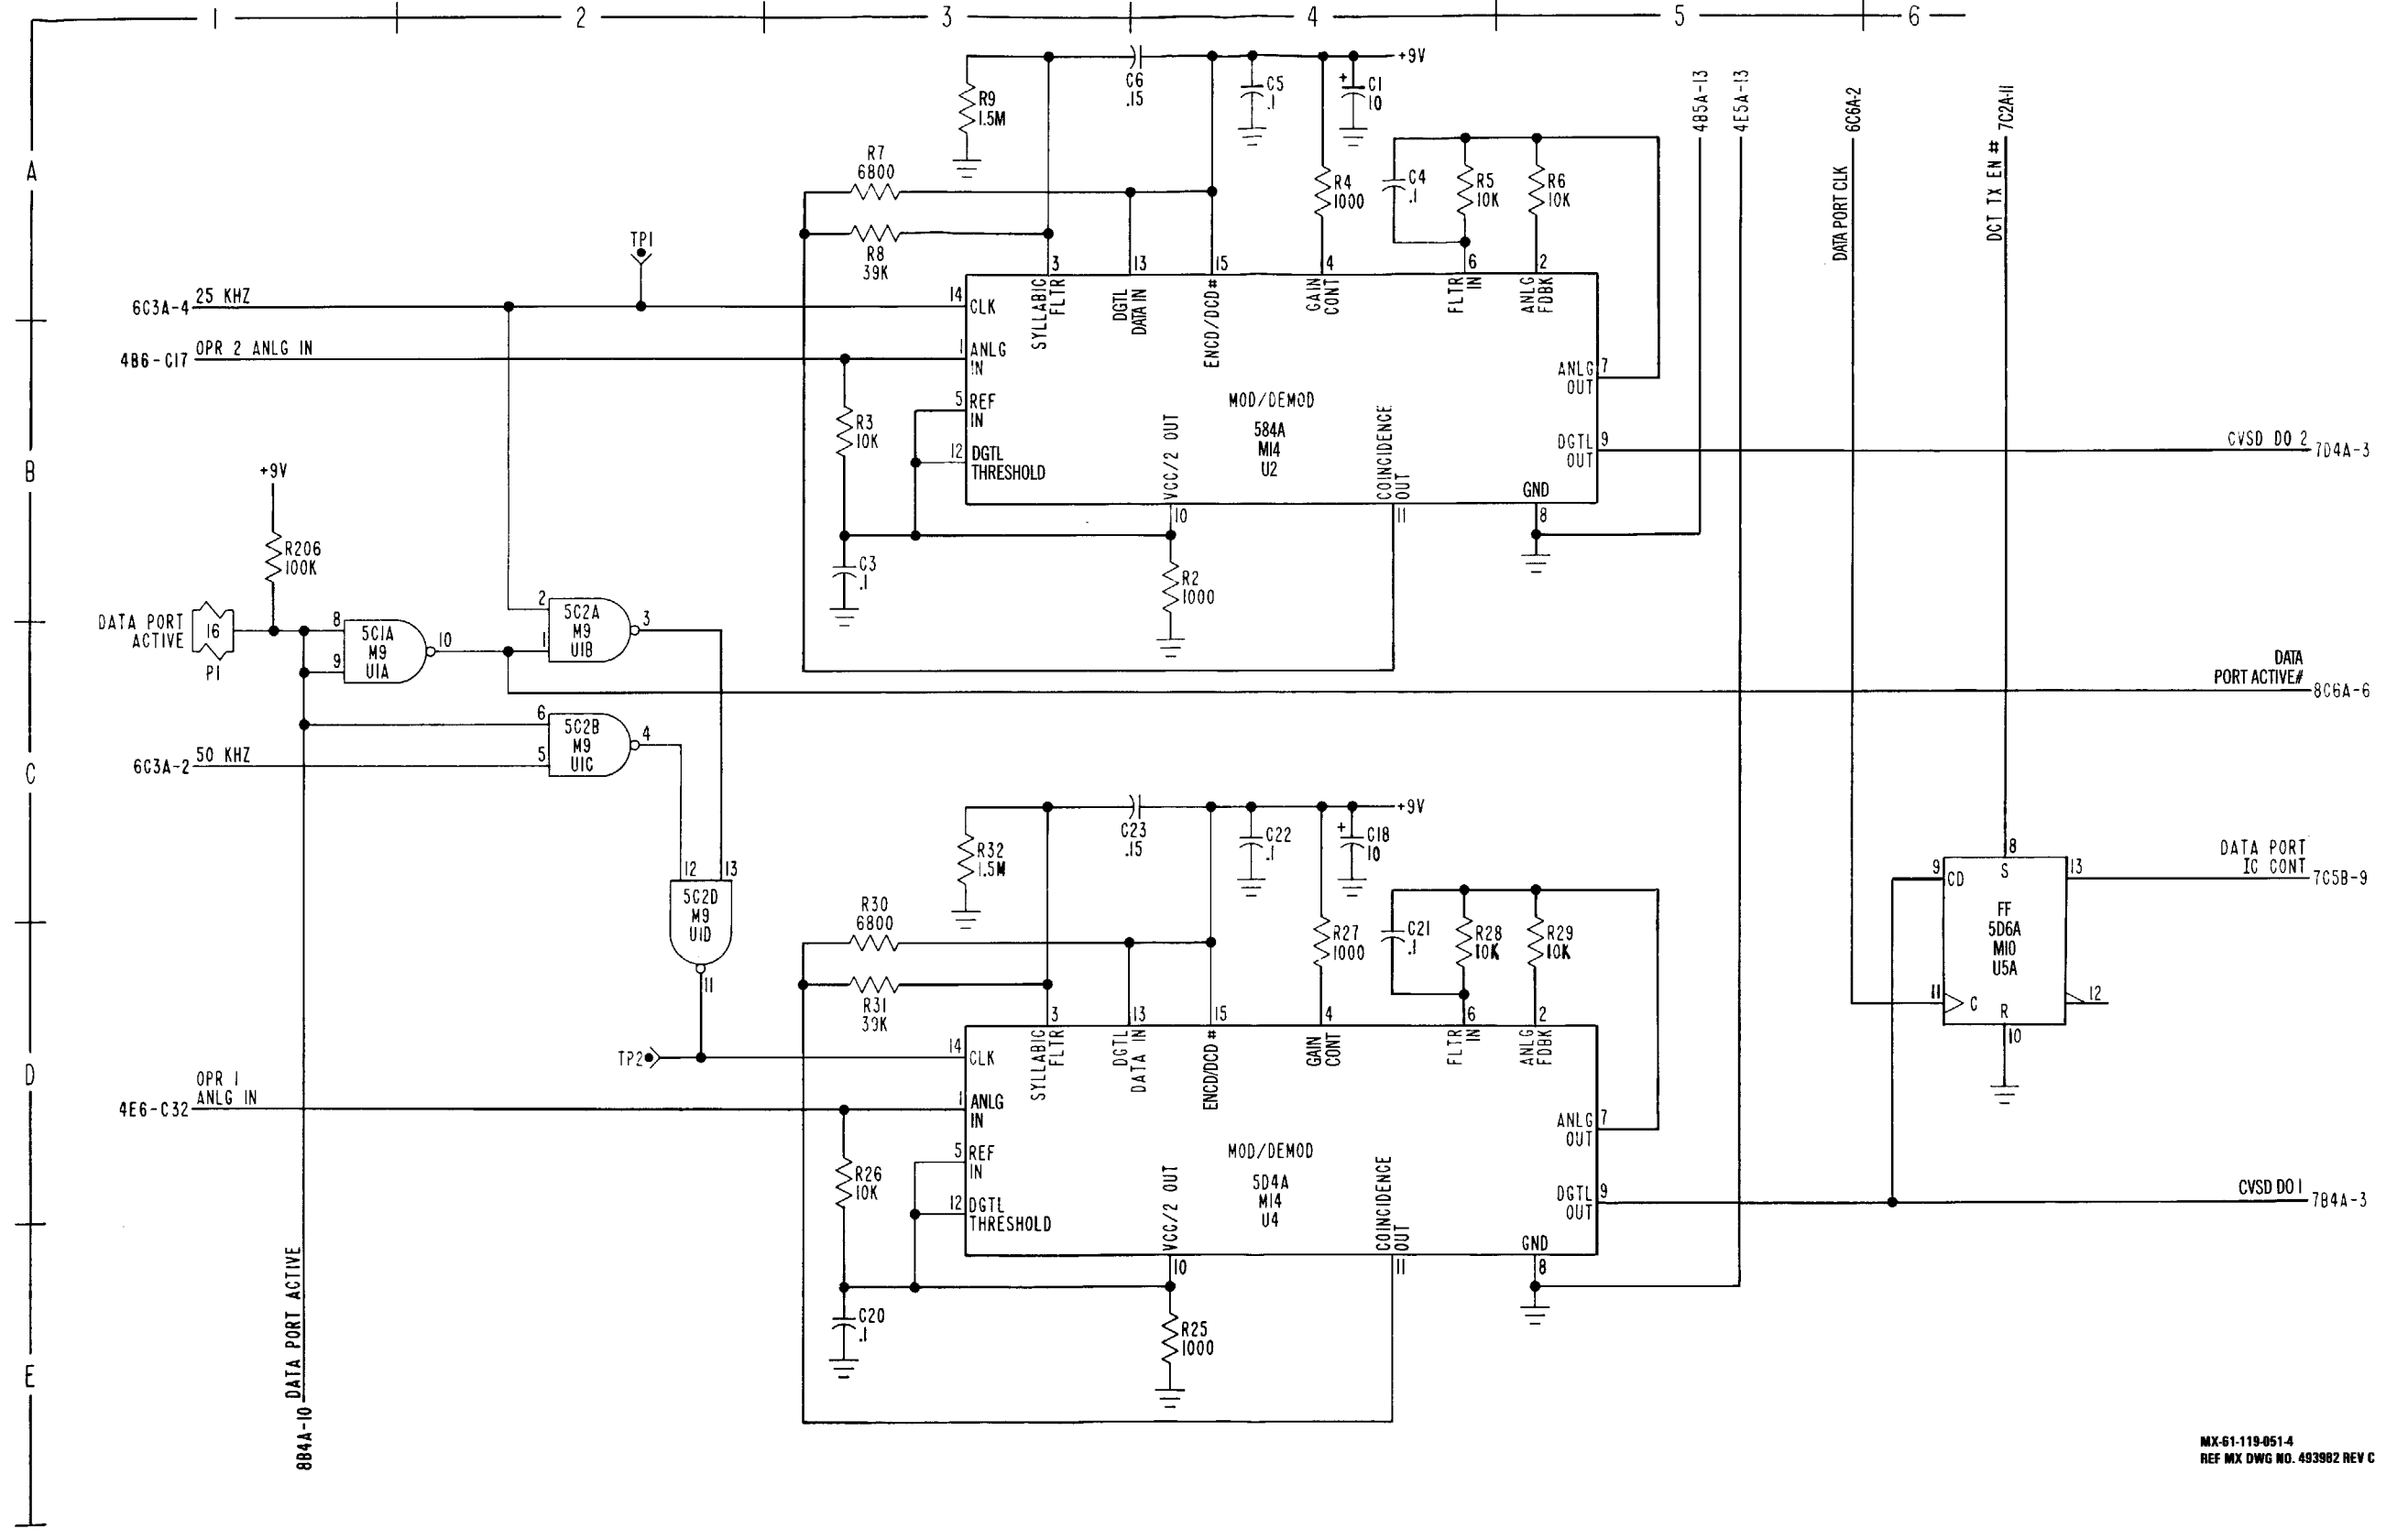 1 2 3 4 5 6
A
B
C
D
E
+9V
C6
.15
C5
.1
+
C1
10
R9
1.5M
R7
6800
R8
39K
R4
1000
C4
.1
R5
10K
R6
10K
4B5A-13
4E5A-13
6C6A-2
DATA PORT CLK
7C2A-11
DCT TX EN #
TP1
6C3A-4 25 KHZ
14 CLK
3
SYLLABIC
FLTR
13
DGTL
DATA IN
15
ENCD/DCD#
4
GAIN
CONT
6
FLTR
IN
2
ANLG
FDBK
4B6-C17 OPR 2 ANLG IN
1 ANLG
IN
5 REF
IN
12 DGTL
THRESHOLD
MOD/DEMOD
5B4A
M14
U2
ANLG 7
OUT
DGTL 9
OUT
CVSD DO 2 7D4A-3
VCC/2 OUT
10
COINCIDENCE
OUT
11
GND
8
R3
10K
C3
.1
R2
1000
+9V
R206
100K
DATA PORT
ACTIVE
16
P1
8
9
5C1A
M9
U1A
10
2
1
5C2A
M9
U1B
3
DATA
PORT ACTIVE# 8C6A-6
6
5
5C2B
M9
U1C
4
6C3A-2 50 KHZ
12 13
5C2D
M9
U1D
11
TP2
+9V
C23
.15
C22
.1
+
C18
10
R32
1.5M
R30
6800
R31
39K
R27
1000
C21
.1
R28
10K
R29
10K
8
S
9 CD
13
DATA PORT
IC CONT 7C5B-9
FF
5D6A
M10
U5A
11 C
12
R
10
14 CLK
3
SYLLABIC
FLTR
13
DGTL
DATA IN
15
ENCD/DCD#
4
GAIN
CONT
6
FLTR
IN
2
ANLG
FDBK
OPR 1
4E6-C32 ANLG IN
1 ANLG
IN
5 REF
IN
12 DGTL
THRESHOLD
MOD/DEMOD
5D4A
M14
U4
ANLG 7
OUT
DGTL 9
OUT
CVSD DO 1 7B4A-3
VCC/2 OUT
10
COINCIDENCE
OUT
11
GND
8
R26
10K
C20
.1
R25
1000
DATA PORT ACTIVE
8B4A-10
MX-61-119-051-4
REF MX DWG NO. 493982 REV C